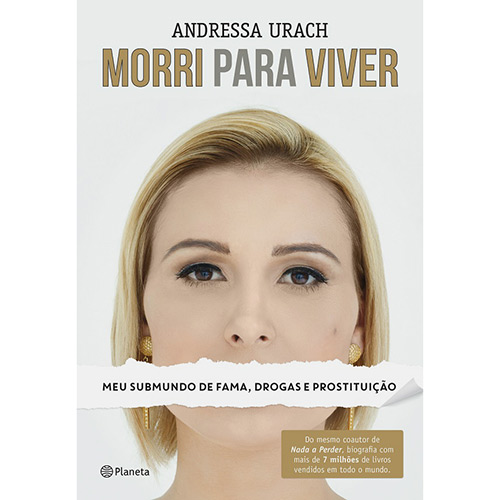 ANDRESSA URACH
MORRI PARA VIVER
MEU SUBMUNDO DE FAMA, DROGAS E PROSTITUIÇÃO
Do mesmo coautor de
Nada a Perder, biografia com
mais de 7 milhões de livros
vendidos em todo o mundo.
Planeta